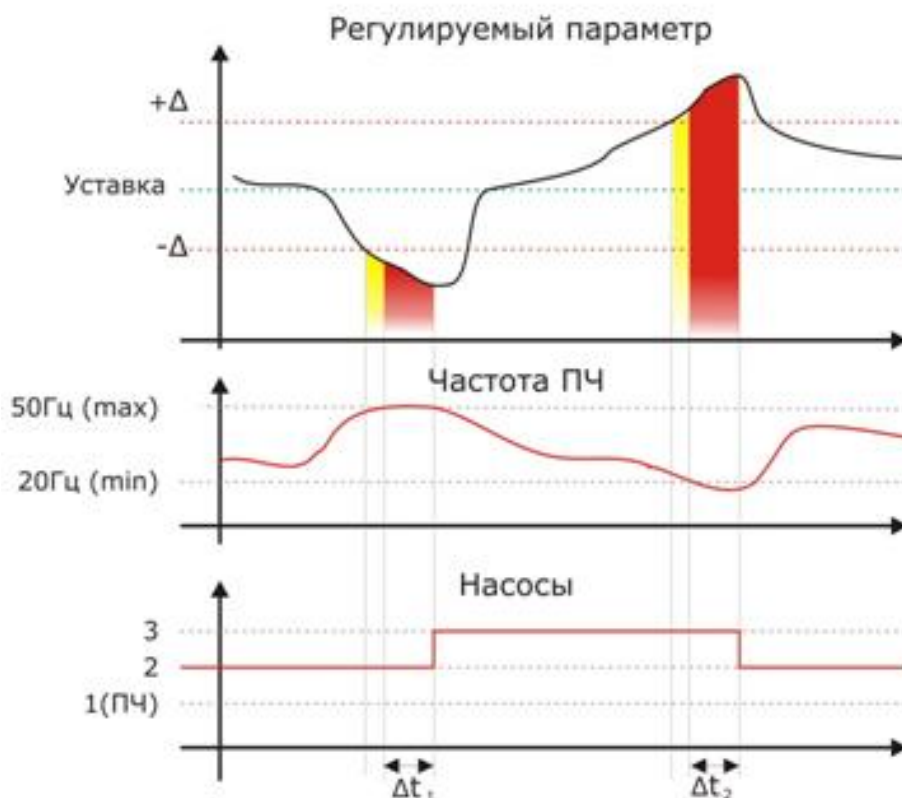 Регулируемый параметр
+Δ
Уставка
-Δ
Частота ПЧ
50Гц (max)
20Гц (min)
Насосы
3
2
1(ПЧ)
Δt₁ Δt₂